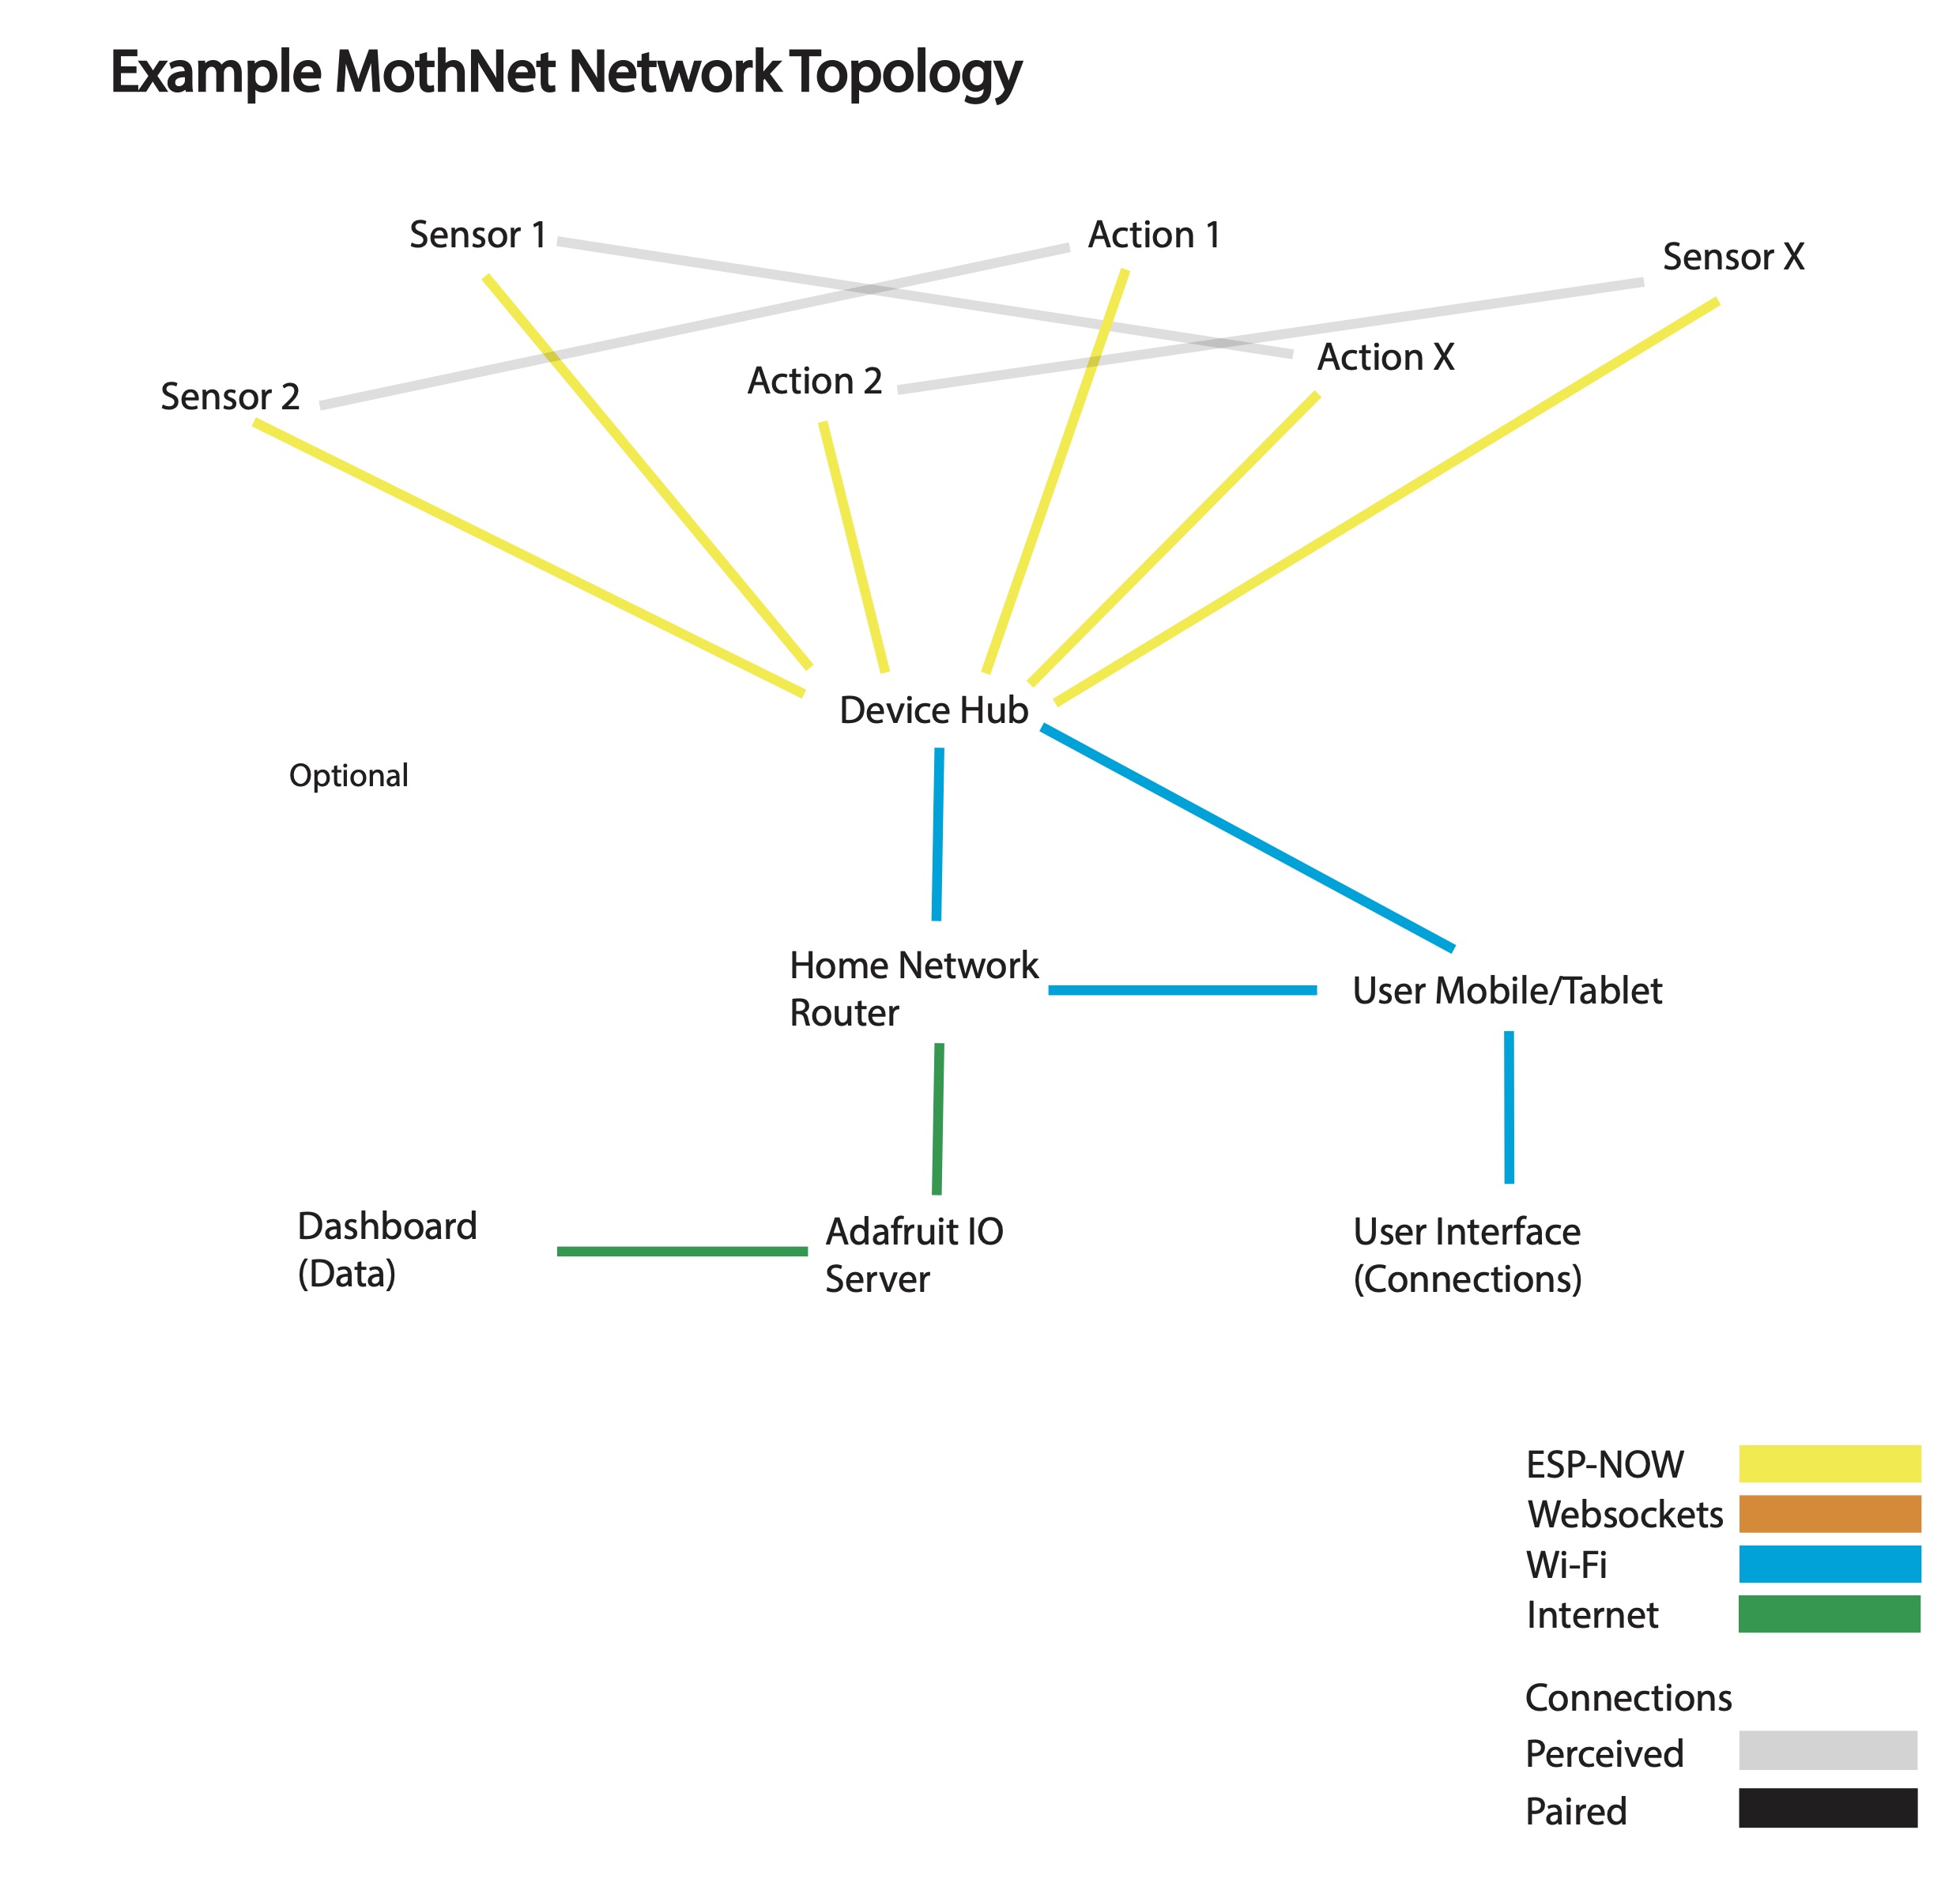 Example MothNet Network Topology
Sensor 1
Action 1
Sensor X
Action X
Action 2
Sensor 2
Device Hub
Optional
Home Network
Router
User Mobile/Tablet
Dashboard
(Data)
Adafruit IO
Server
User Interface
(Connections)
ESP-NOW
Websockets
Wi-Fi
Internet
Connections
Perceived
Paired